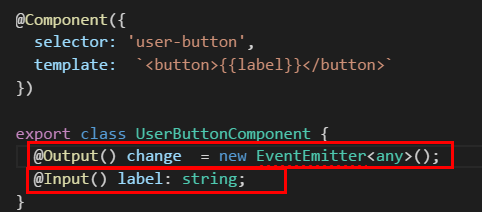 @Component({
selector: 'user-button',
template:  `<button>{{label}}</button>`
})
export class UserButtonComponent {
@Output() change  = new EventEmitter<any>();
@Input() label: string;
}